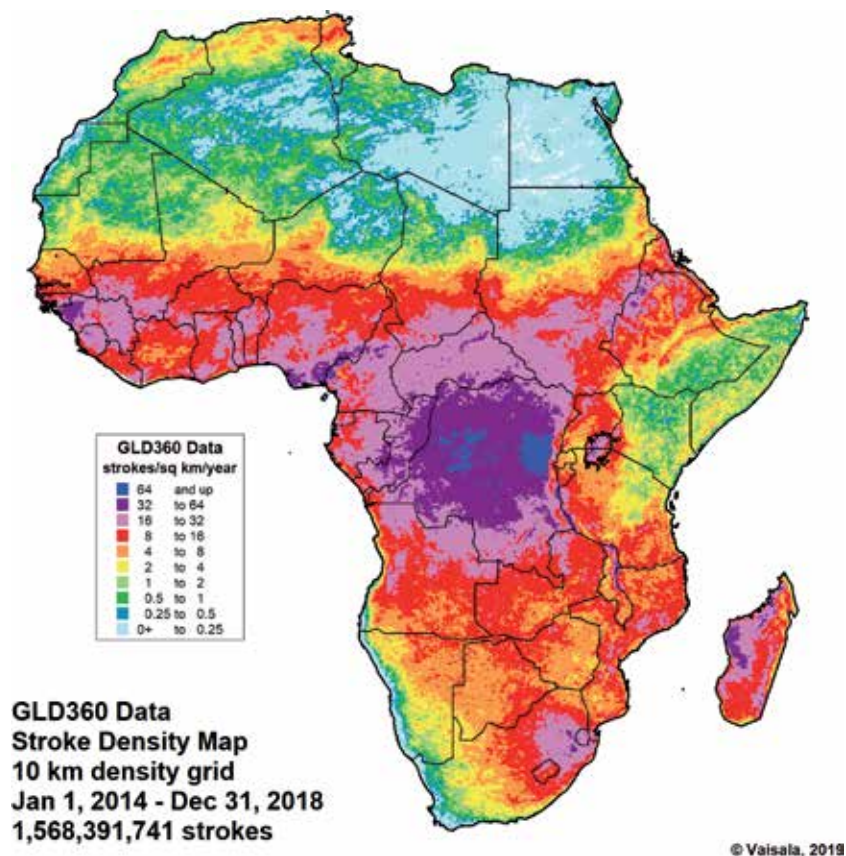 GLD360 Data
strokes/sq km/year
64 and up
32 to 64
16 to 32
8 to 16
4 to 8
2 to 4
1 to 2
0.5 to 1
0.25 to 0.5
0+ to 0.25
GLD360 Data
Stroke Density Map
10 km density grid
Jan 1, 2014 - Dec 31, 2018
1,568,391,741 strokes
© Vaisala. 2019